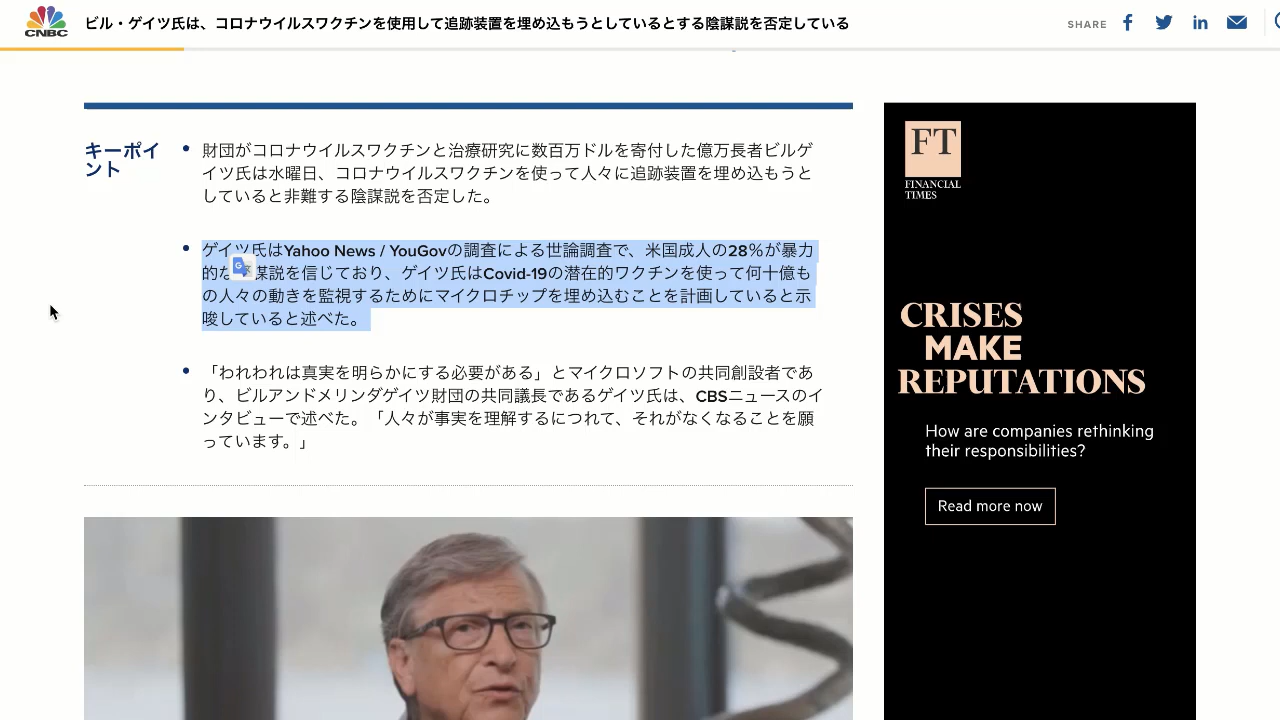 CNBC
ビル・ゲイツ氏は、コロナウイルスワクチンを使用して追跡装置を埋め込もうとしているとする陰謀説を否定している
SHARE
キーポイ
ント
財団がコロナウイルスワクチンと治療研究に数百万ドルを寄付した億万長者ビルゲ
イツ氏は水曜日、コロナウイルスワクチンを使って人々に追跡装置を埋め込もうと
していると非難する陰謀説を否定した。
ゲイツ氏はYahoo News / YouGovの調査による世論調査で、米国成人の28％が暴力
的な謀説を信じており、ゲイツ氏はCovid-19の潜在的ワクチンを使って何十億も
の人々の動きを監視するためにマイクロチップを埋め込むことを計画していると示
唆していると述べた。
「われわれは真実を明らかにする必要がある」とマイクロソフトの共同創設者であ
り、ビルアンドメリンダゲイツ財団の共同議長であるゲイツ氏は、CBSニュースのイ
ンタビューで述べた。「人々が事実を理解するにつれて、それがなくなることを願
っています。」
FT
FINANCIAL
TIMES
CRISES
MAKE
REPUTATIONS
How are companies rethinking
their responsibilities?
Read more now